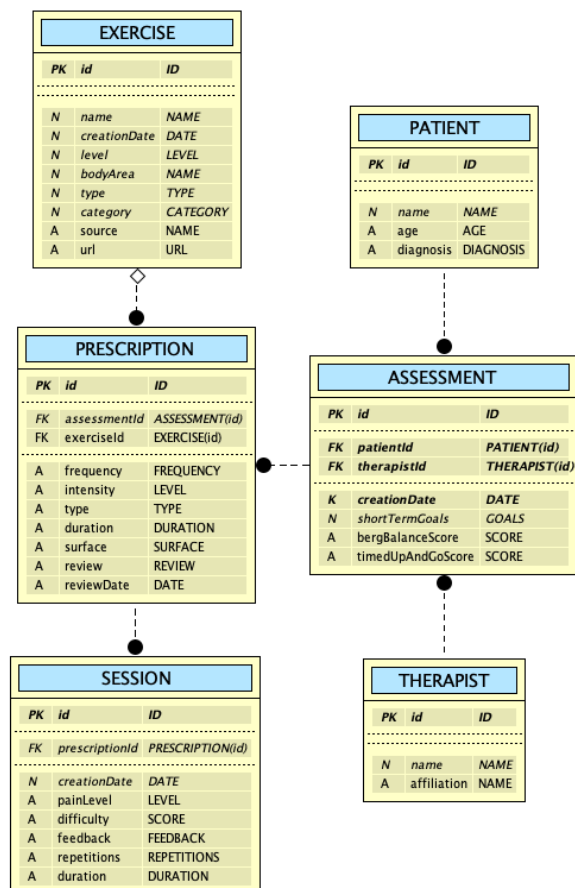 EXERCISE
PK id ID
N name NAME
N creationDate DATE
N level LEVEL
N bodyArea NAME
N type TYPE
N category CATEGORY
A source NAME
A url URL
PATIENT
PK id ID
N name NAME
A age AGE
A diagnosis DIAGNOSIS
PRESCRIPTION
PK id ID
FK assessmentId ASSESSMENT(id)
FK exerciseId EXERCISE(id)
A frequency FREQUENCY
A intensity LEVEL
A type TYPE
A duration DURATION
A surface SURFACE
A review REVIEW
A reviewDate DATE
ASSESSMENT
PK id ID
FK patientId PATIENT(id)
FK therapistId THERAPIST(id)
K creationDate DATE
N shortTermGoals GOALS
A bergBalanceScore SCORE
A timedUpAndGoScore SCORE
SESSION
PK id ID
FK prescriptionId PRESCRIPTION(id)
N creationDate DATE
A painLevel LEVEL
A difficulty SCORE
A feedback FEEDBACK
A repetitions REPETITIONS
A duration DURATION
THERAPIST
PK id ID
N name NAME
A affiliation NAME